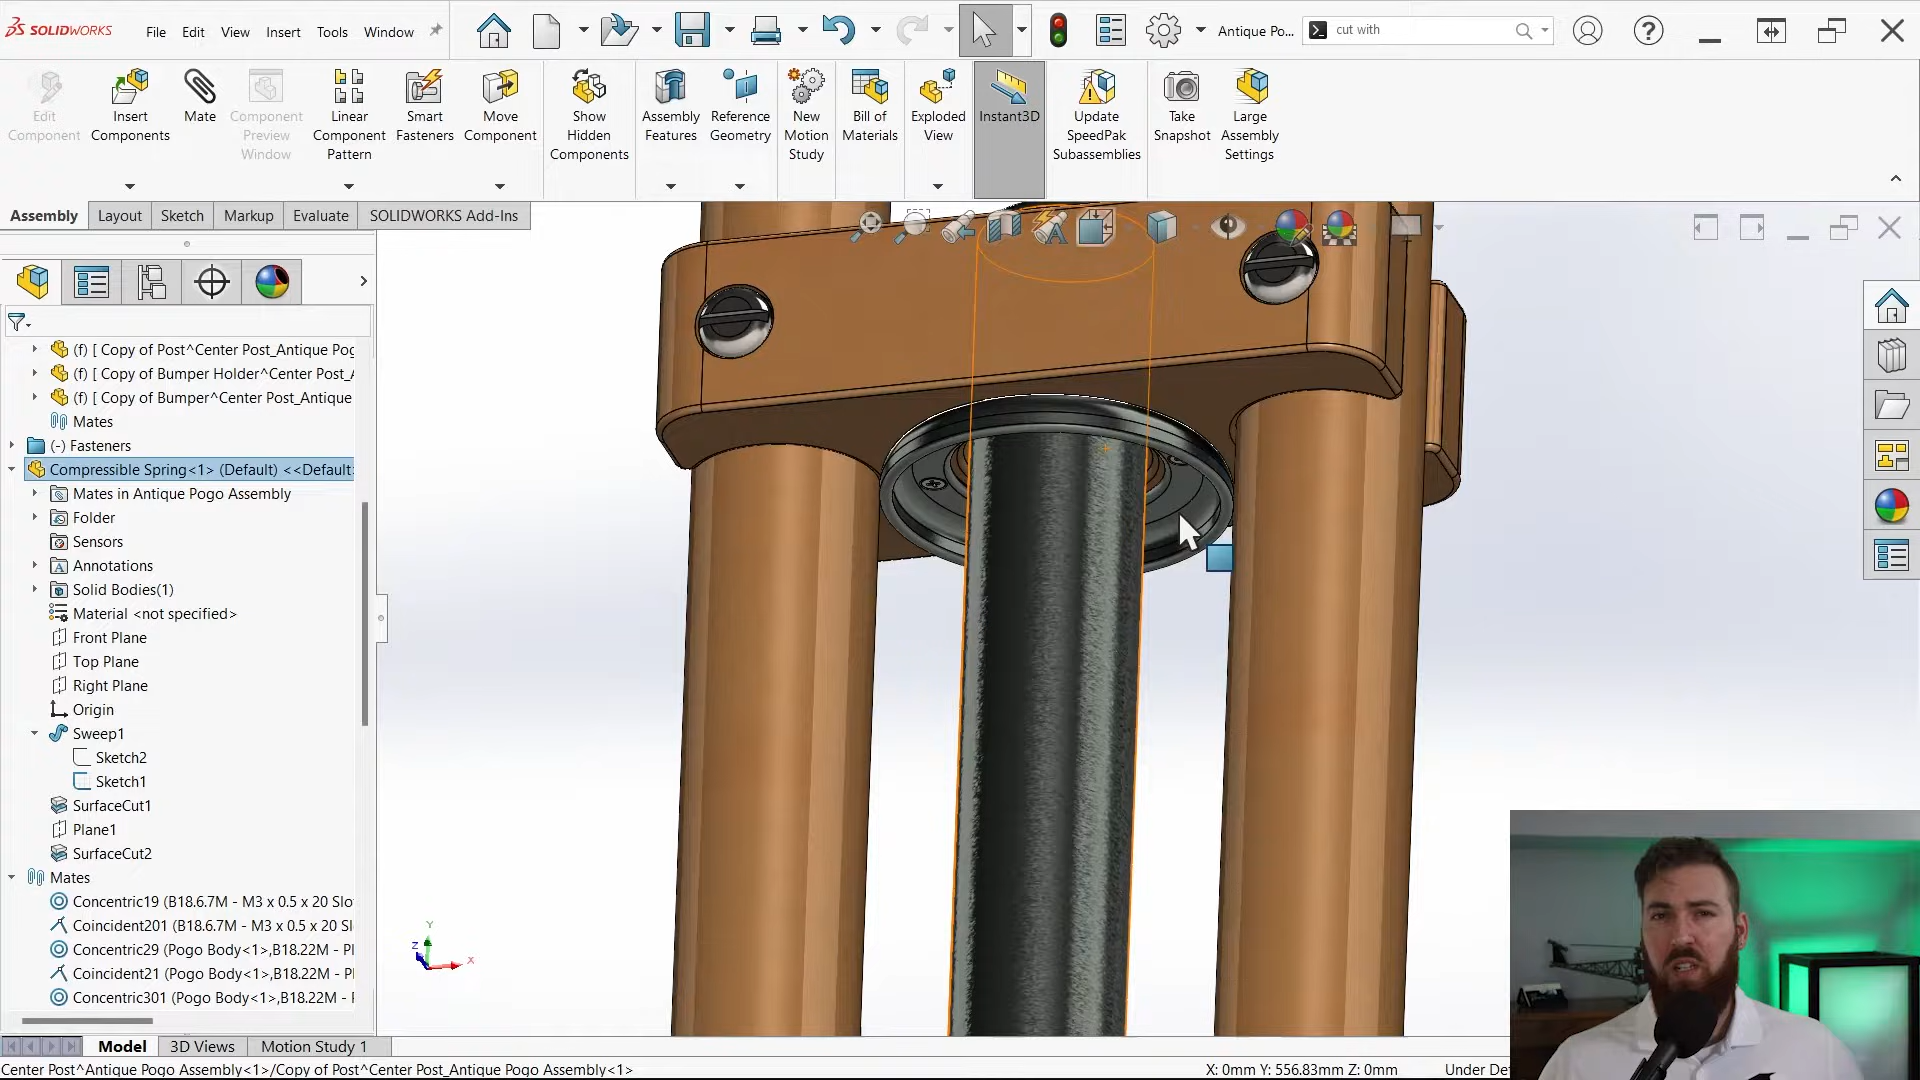 SOLIDWORKS
File Edit View Insert Tools Window
Antique Po...
cut with
Edit Component
Insert Components
Mate
Component Preview Window
Linear Component Pattern
Smart Fasteners
Move Component
Show Hidden Components
Assembly Features
Reference Geometry
New Motion Study
Bill of Materials
Exploded View
Instant3D
Update SpeedPak Subassemblies
Take Snapshot
Large Assembly Settings
Assembly Layout Sketch Markup Evaluate SOLIDWORKS Add-Ins
(f) [ Copy of Post^Center Post_Antique Pog
(f) [ Copy of Bumper Holder^Center Post_A
(f) [ Copy of Bumper^Center Post_Antique
Mates
(-) Fasteners
Compressible Spring<1> (Default) <<Default
Mates in Antique Pogo Assembly
Folder
Sensors
Annotations
Solid Bodies(1)
Material <not specified>
Front Plane
Top Plane
Right Plane
Origin
Sweep1
Sketch2
Sketch1
SurfaceCut1
Plane1
SurfaceCut2
Mates
Concentric19 (B18.6.7M - M3 x 0.5 x 20 Slo
Coincident201 (B18.6.7M - M3 x 0.5 x 20 Sl
Concentric29 (Pogo Body<1>,B18.22M - Pl
Coincident21 (Pogo Body<1>,B18.22M - Pl
Concentric301 (Pogo Body<1>,B18.22M - P
Y
Z
X
Model 3D Views Motion Study 1
Center Post^Antique Pogo Assembly<1>/Copy of Post^Center Post_Antique Pogo Assembly<1>
X: 0mm Y: 556.83mm Z: 0mm
Under De